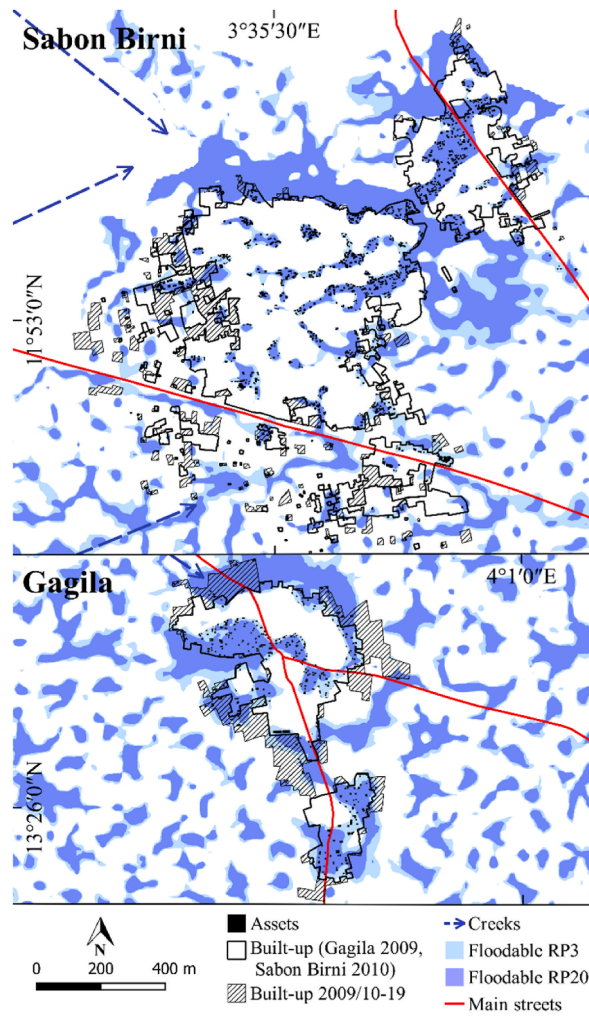 Sabon Birni
3°35′30″E
11°53′0″N
Gagila
4°1′0″E
13°26′0″N
N
0 200 400 m
Assets
Built-up (Gagila 2009,
Sabon Birni 2010)
Built-up 2009/10-19
Creeks
Floodable RP3
Floodable RP20
Main streets